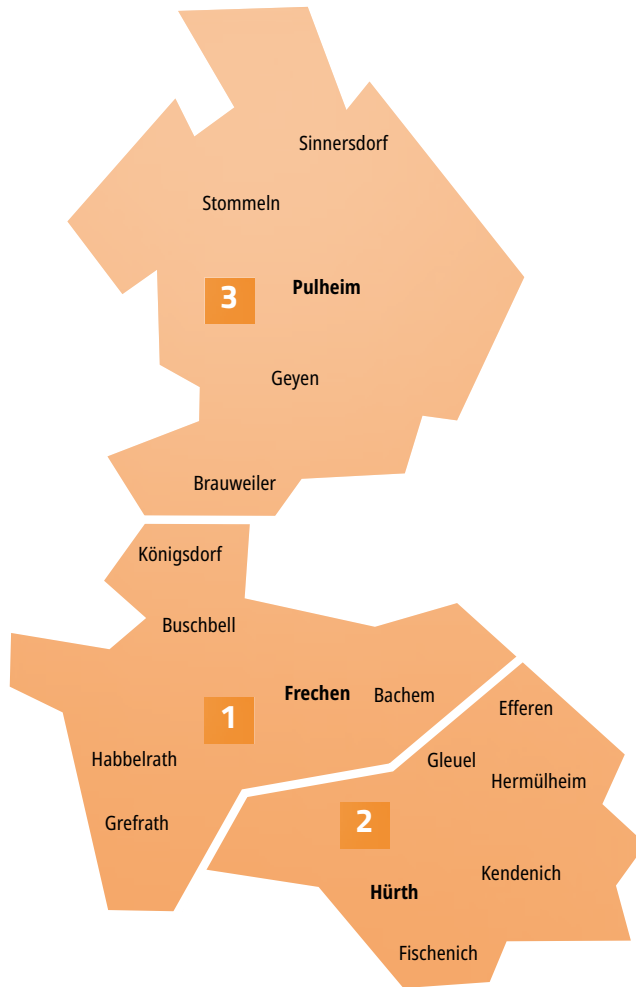 Sinnersdorf
Stommeln
3
Pulheim
Geyen
Brauweiler
Königsdorf
Buschbell
Frechen
Bachem
1
Habbelrath
Grefrath
Efferen
Gleuel
Hermülheim
2
Kendenich
Hürth
Fischenich